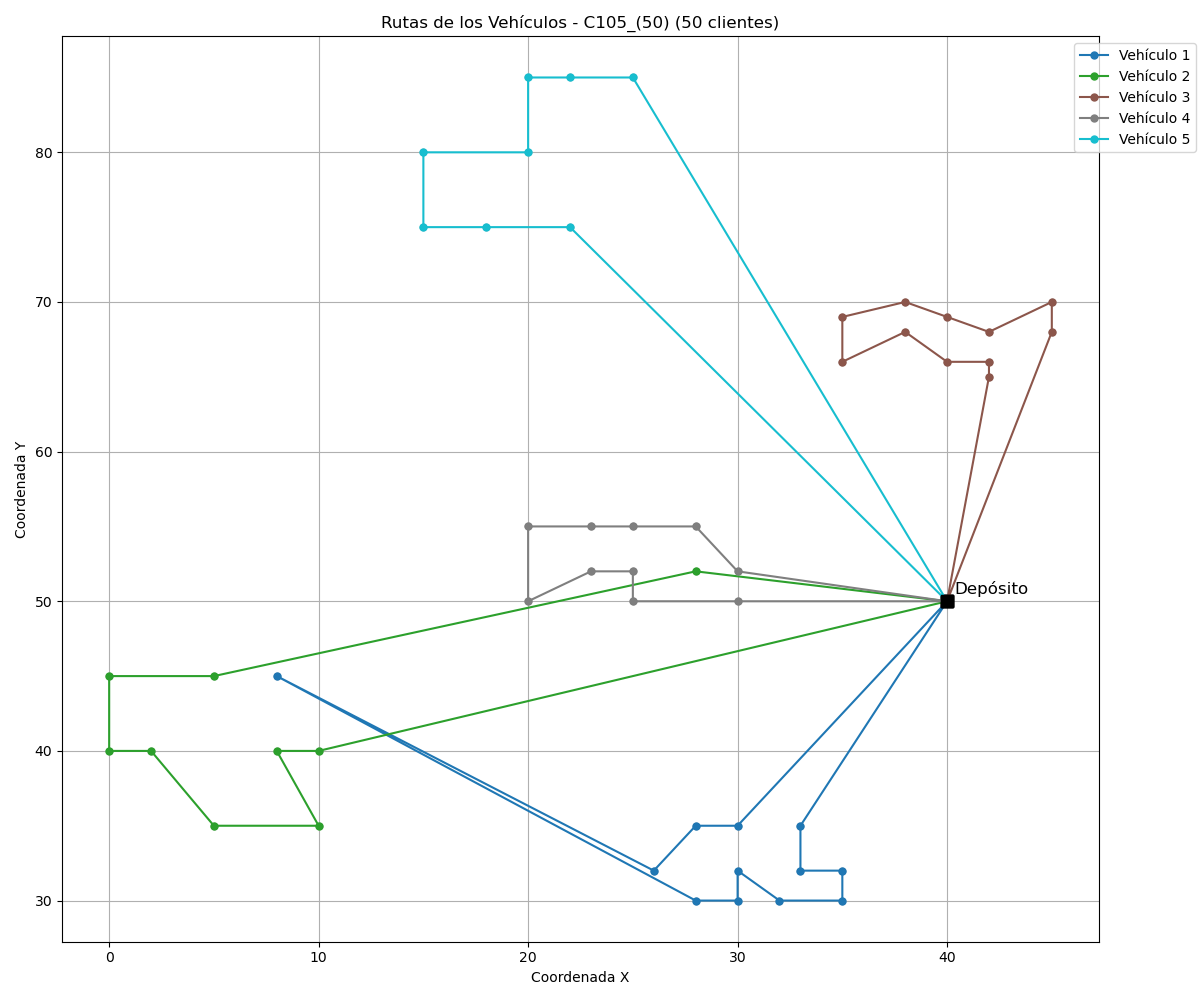 Rutas de los Vehículos - C105_(50) (50 clientes)
Vehículo 1
Vehículo 2
Vehículo 3
Vehículo 4
Vehículo 5
80
70
60
50
40
30
Coordenada Y
Depósito
0
10
20
30
40
Coordenada X